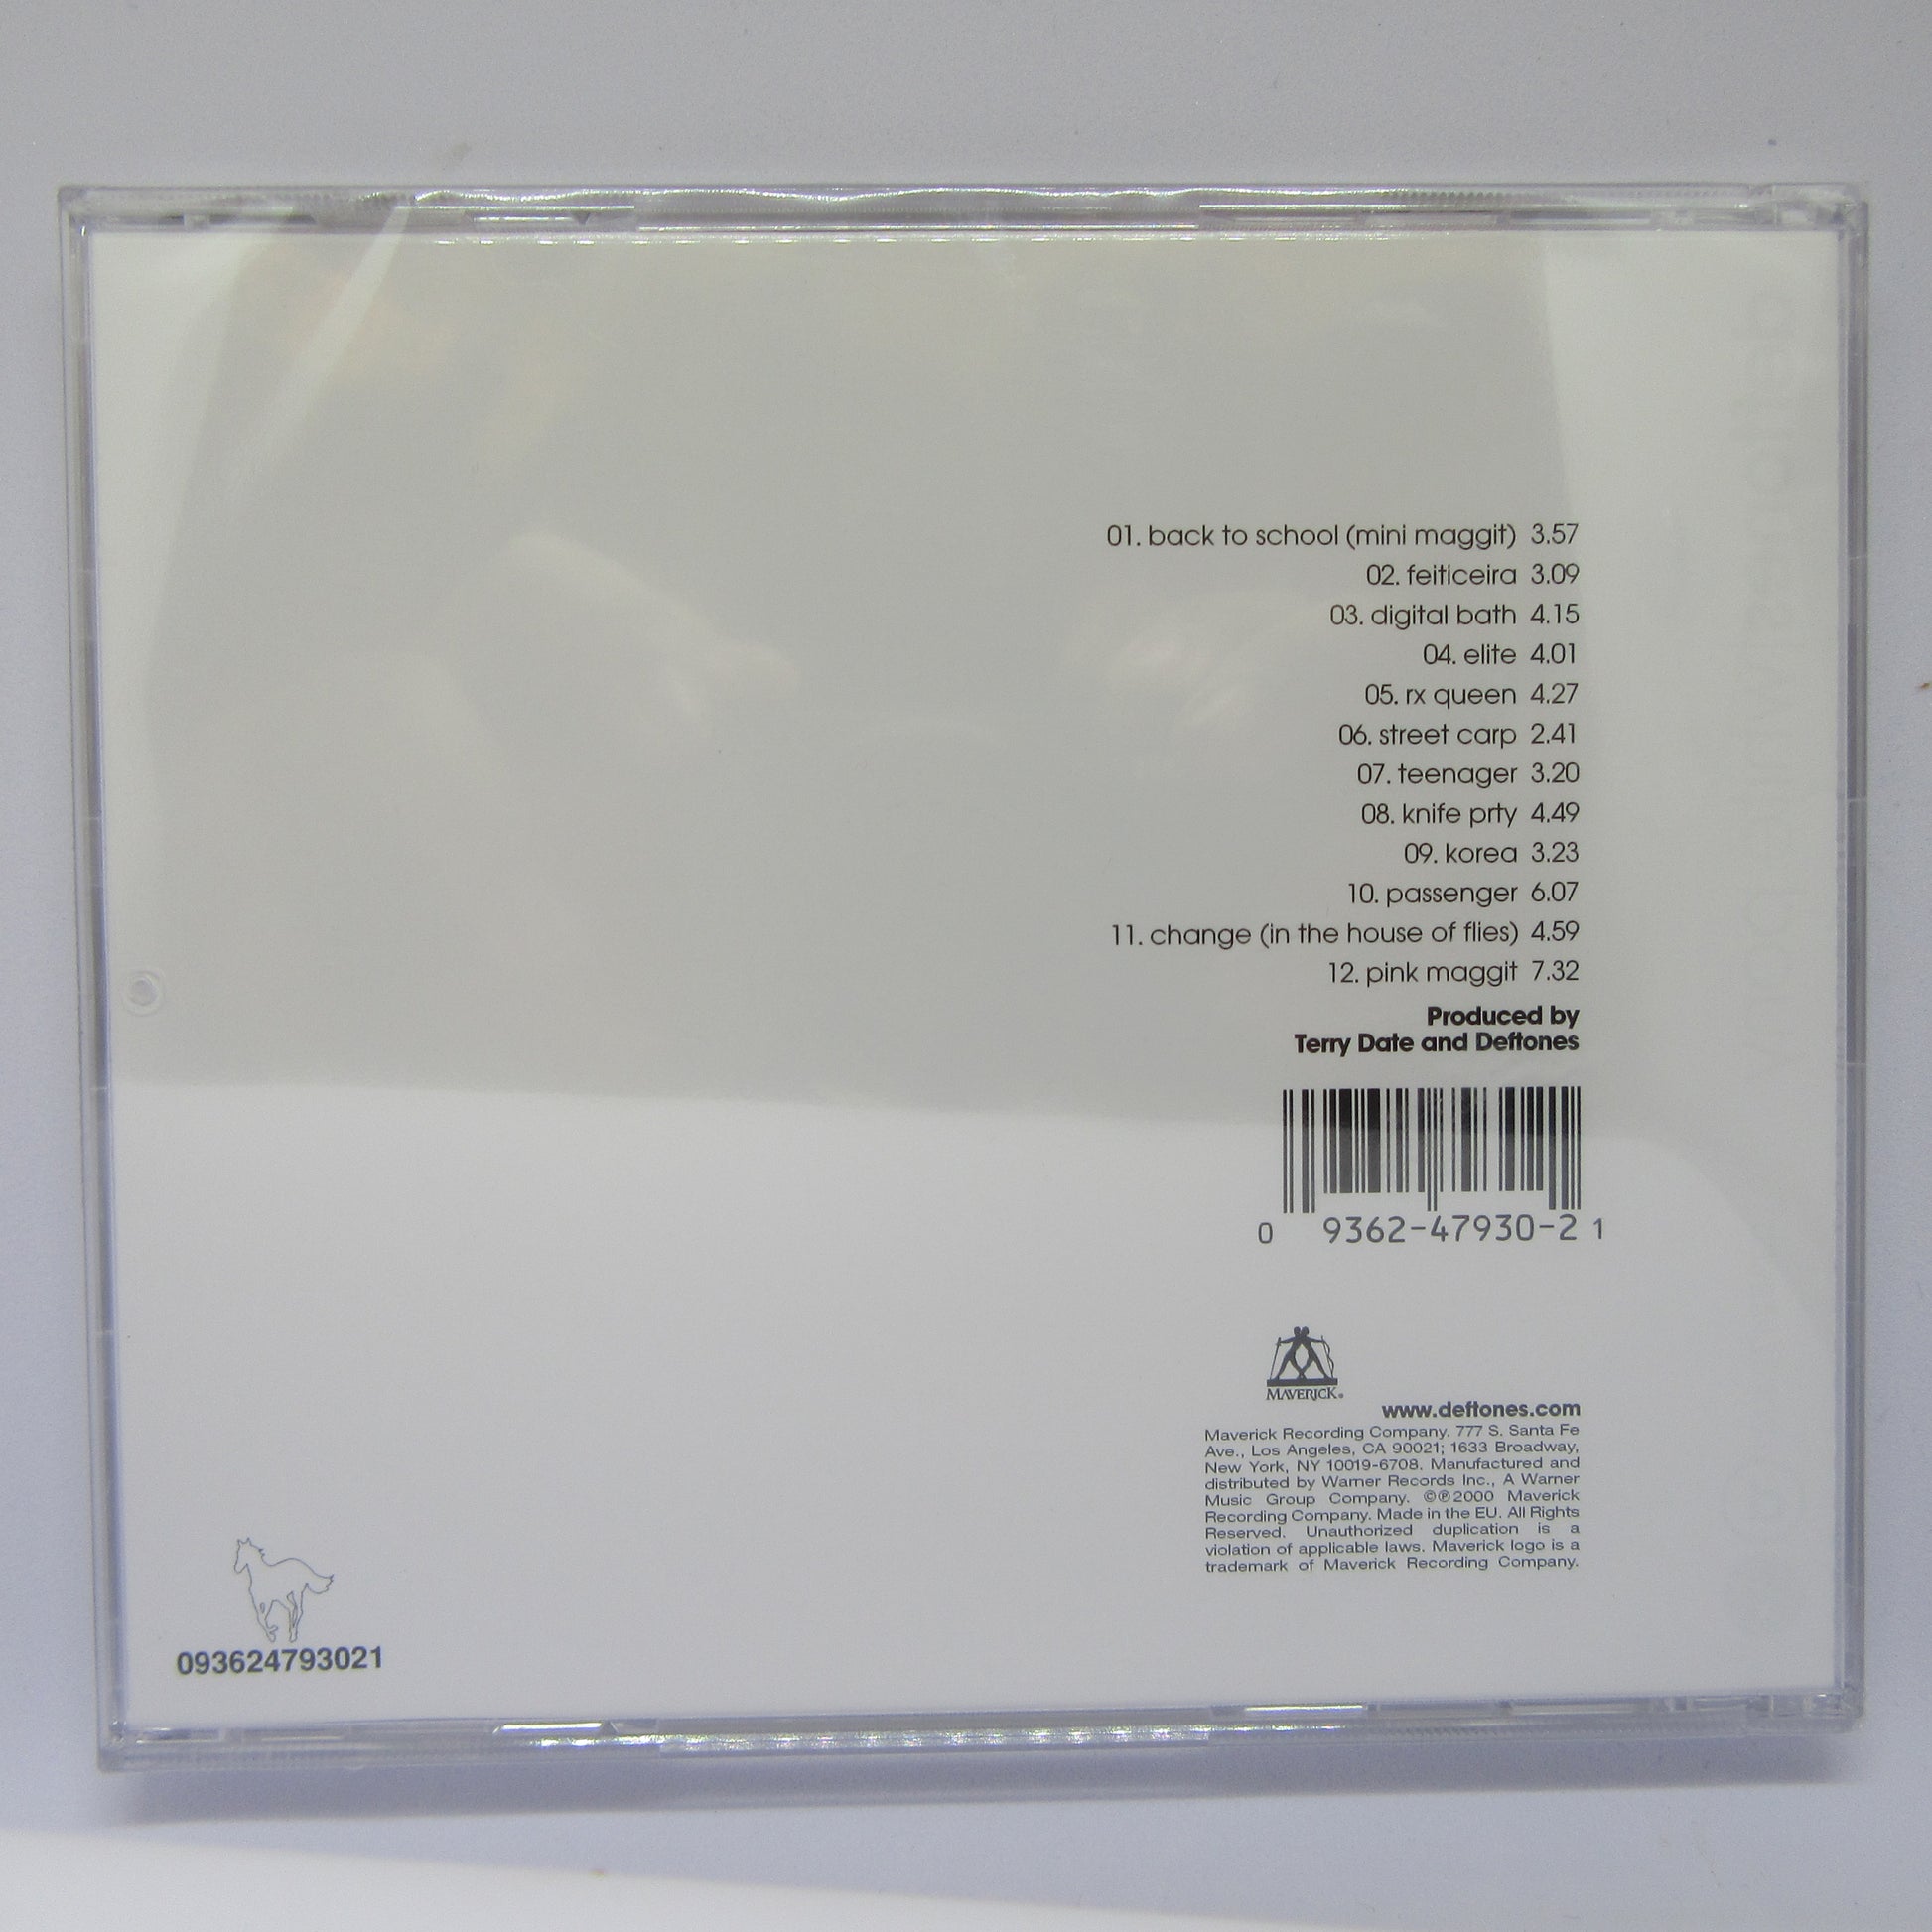 01. back to school (mini maggit) 3.57
02. feiticeira 3.09
03. digital bath 4.15
04. elite 4.01
05. rx queen 4.27
06. street carp 2.41
07. teenager 3.20
08. knife prty 4.49
09. korea 3.23
10. passenger 6.07
11. change (in the house of flies) 4.59
12. pink maggit 7.32
Produced by
Terry Date and Deftones
0 9362-47930-2 1
MAVERICK®
www.deftones.com
Maverick Recording Company. 777 S. Santa Fe
Ave., Los Angeles, CA 90021; 1633 Broadway,
New York, NY 10019-6708. Manufactured and
distributed by Warner Records Inc., A Warner
Music Group Company. ©℗2000 Maverick
Recording Company. Made in the EU. All Rights
Reserved. Unauthorized duplication is a
violation of applicable laws. Maverick logo is a
trademark of Maverick Recording Company.
093624793021